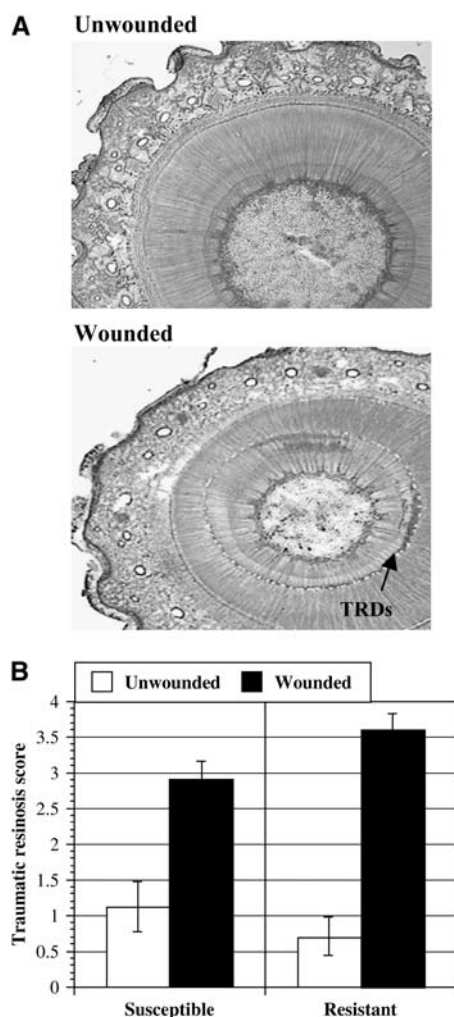 A
Unwounded
Wounded
TRDs
B
Unwounded Wounded
Traumatic resinosis score
4
3.5
3
2.5
2
1.5
1
0.5
0
Susceptible Resistant